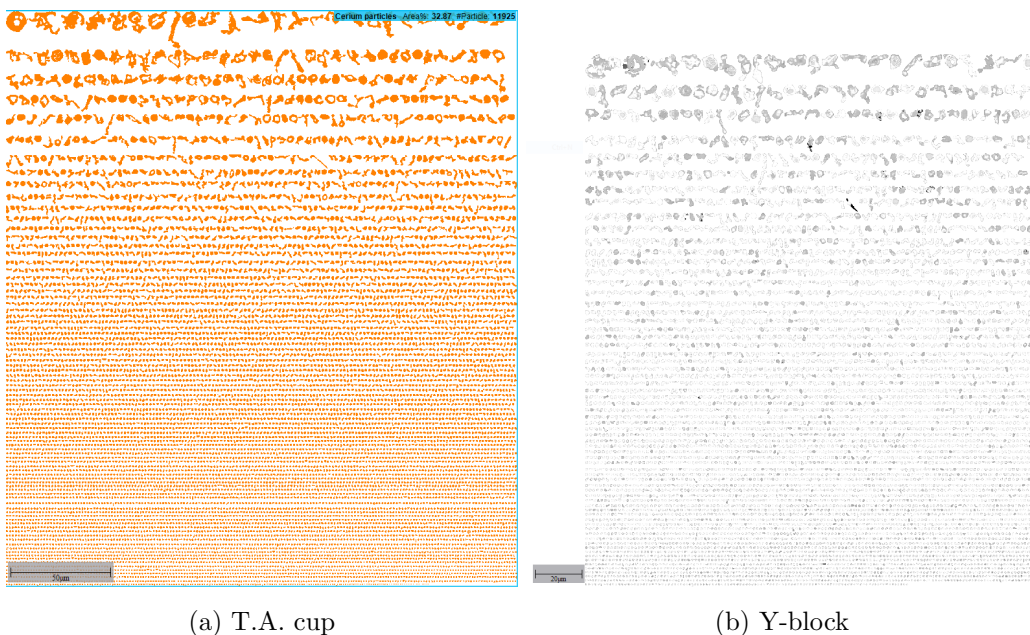 Cerium particles Area%: 32.87 #Particle: 11925
50µm
20µm
(a) T.A. cup
(b) Y-block